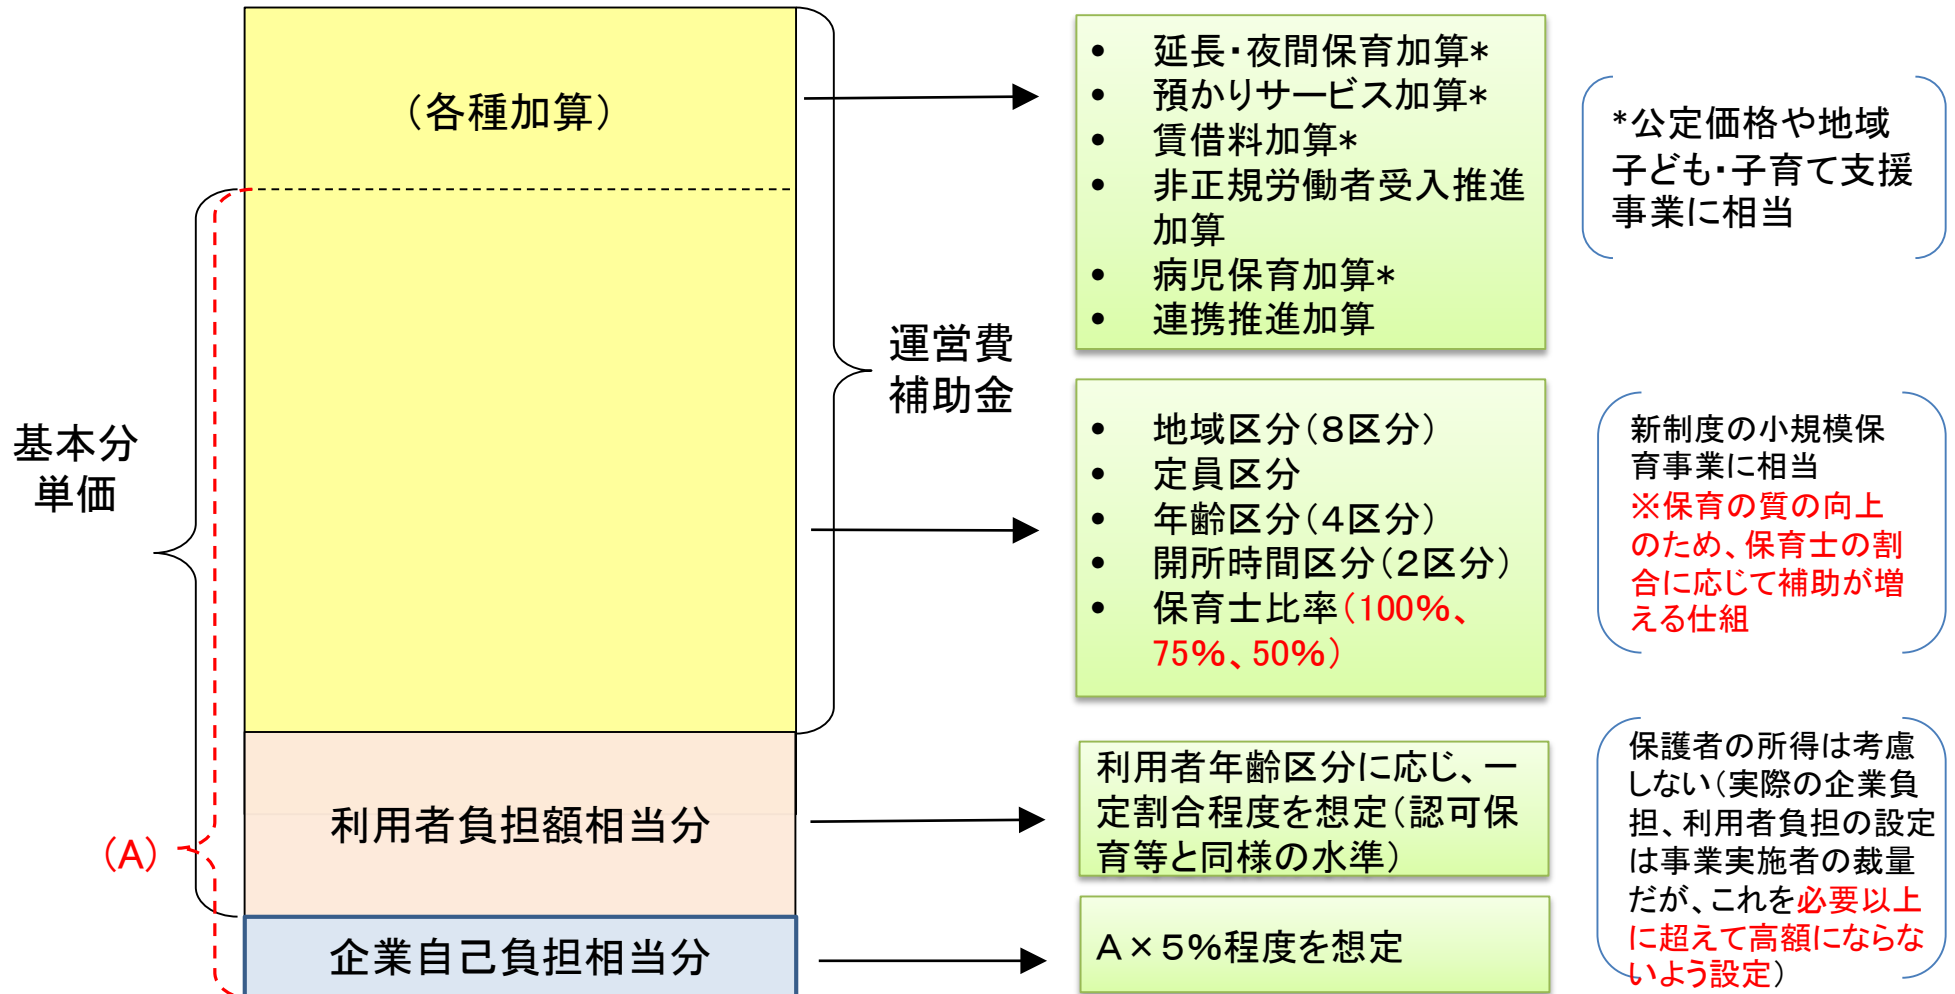 (各種加算)
基本分
単価
(A)
利用者負担額相当分
企業自己負担相当分
運営費
補助金
• 延長・夜間保育加算*
• 預かりサービス加算*
• 賃借料加算*
• 非正規労働者受入推進
加算
• 病児保育加算*
• 連携推進加算
*公定価格や地域
子ども・子育て支援
事業に相当
• 地域区分(8区分)
• 定員区分
• 年齢区分(4区分)
• 開所時間区分(2区分)
• 保育士比率(100%、
75%、50%)
新制度の小規模保
育事業に相当
※保育の質の向上
のため、保育士の割
合に応じて補助が増
える仕組
利用者年齢区分に応じ、一
定割合程度を想定(認可保
育等と同様の水準)
A×5%程度を想定
保護者の所得は考慮
しない(実際の企業負
担、利用者負担の設定
は事業実施者の裁量
だが、これを必要以上
に超えて高額にならな
いよう設定)